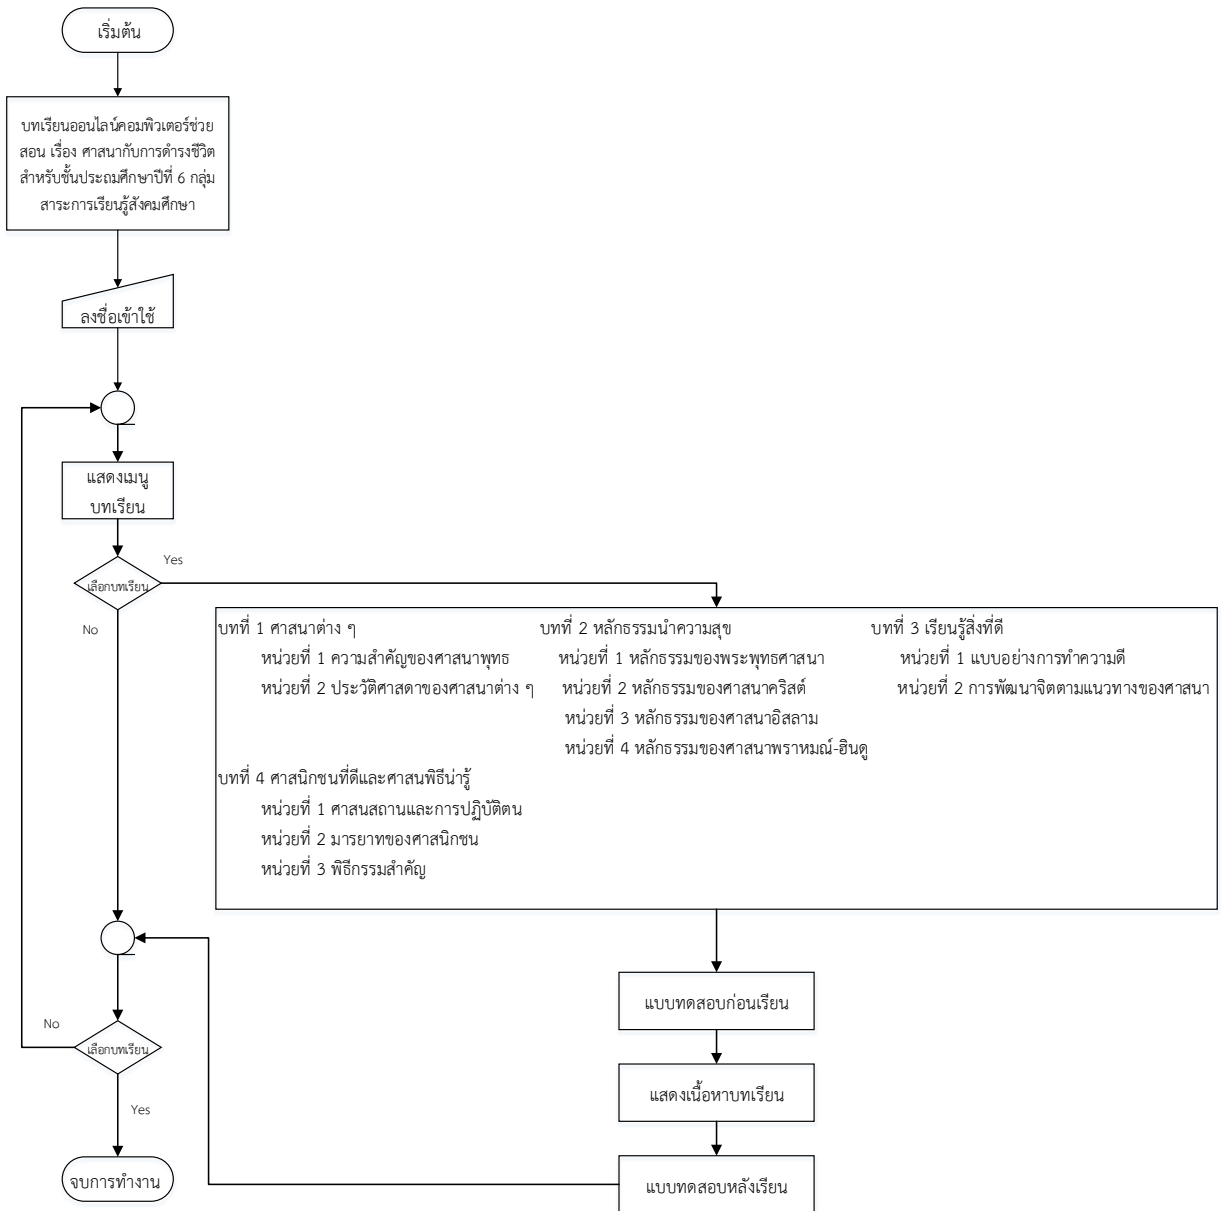 เริ่มต้น
บทเรียนออนไลน์คอมพิวเตอร์ช่วย
สอน เรื่อง ศาสนากับการดำรงชีวิต
สำหรับชั้นประถมศึกษาปีที่ 6 กลุ่ม
สาระการเรียนรู้สังคมศึกษา
ลงชื่อเข้าใช้
แสดงเมนู
บทเรียน
เลือกบทเรียน
Yes
No
บทที่ 1 ศาสนาต่าง ๆ
หน่วยที่ 1 ความสำคัญของศาสนาพุทธ
หน่วยที่ 2 ประวัติศาสดาของศาสนาต่าง ๆ
บทที่ 2 หลักธรรมนำความสุข
หน่วยที่ 1 หลักธรรมของพระพุทธศาสนา
หน่วยที่ 2 หลักธรรมของศาสนาคริสต์
หน่วยที่ 3 หลักธรรมของศาสนาอิสลาม
หน่วยที่ 4 หลักธรรมของศาสนาพราหมณ์-ฮินดู
บทที่ 3 เรียนรู้สิ่งที่ดี
หน่วยที่ 1 แบบอย่างการทำความดี
หน่วยที่ 2 การพัฒนาจิตตามแนวทางของศาสนา
บทที่ 4 ศาสนิกชนที่ดีและศาสนพิธีน่ารู้
หน่วยที่ 1 ศาสนสถานและการปฏิบัติตน
หน่วยที่ 2 มารยาทของศาสนิกชน
หน่วยที่ 3 พิธีกรรมสำคัญ
แบบทดสอบก่อนเรียน
แสดงเนื้อหาบทเรียน
แบบทดสอบหลังเรียน
No
เลือกบทเรียน
Yes
จบการทำงาน